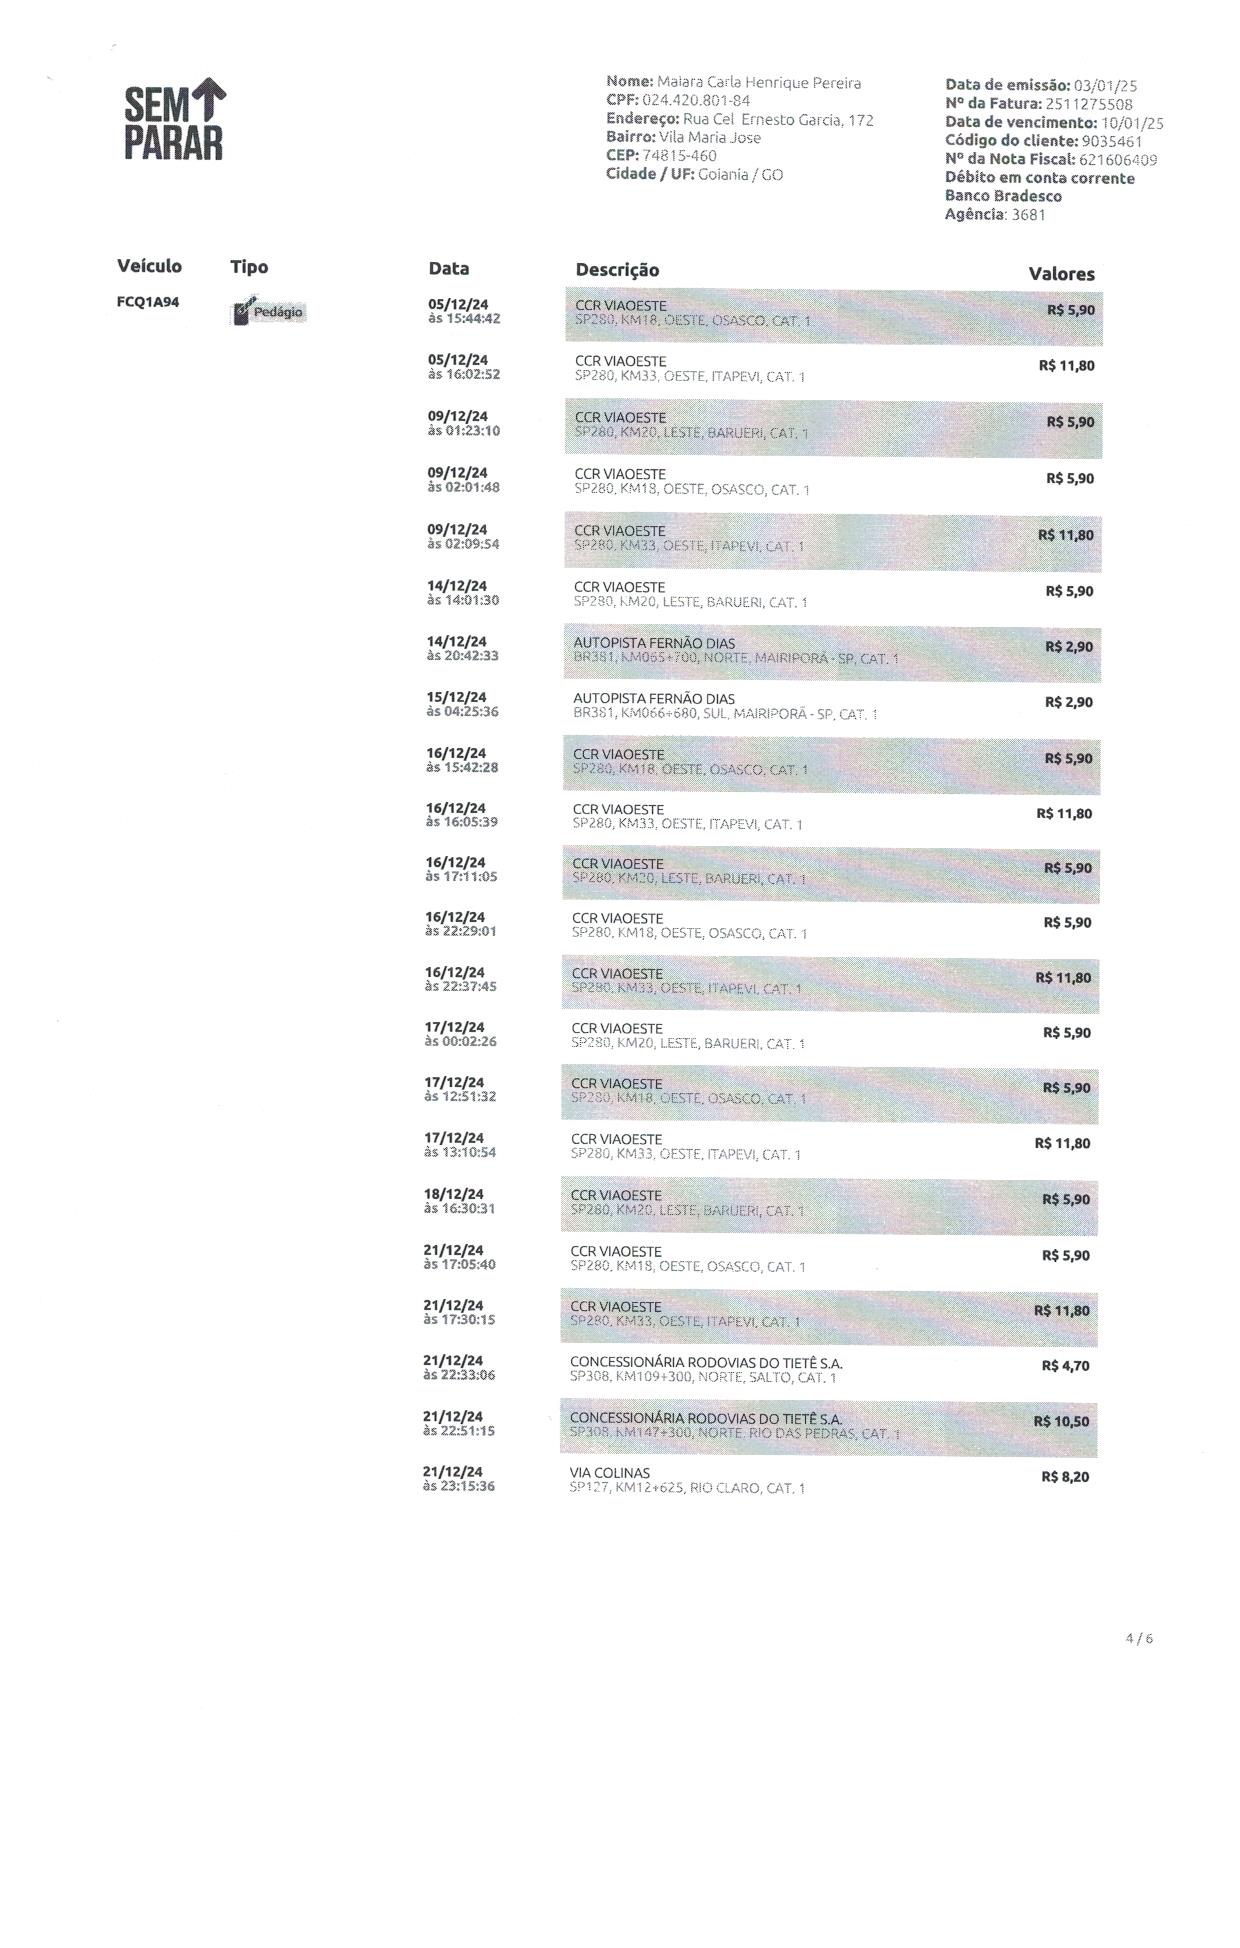 SEM PARAR
Nome: Maiara Carla Henrique Pereira
CPF: 024.420.801-84
Endereço: Rua Cel Ernesto Garcia, 172
Bairro: Vila Maria Jose
CEP: 74815-460
Cidade / UF: Goiania / GO
Data de emissão: 03/01/25
Nº da Fatura: 2511275508
Data de vencimento: 10/01/25
Código do cliente: 9035461
Nº da Nota Fiscal: 621606409
Débito em conta corrente
Banco Bradesco
Agência: 3681
Veículo Tipo Data Descrição Valores
FCQ1A94 Pedágio 05/12/24 CCR VIAOESTE R$ 5,90
às 15:44:42 SP280, KM18, OESTE, OSASCO, CAT. 1
05/12/24 CCR VIAOESTE R$ 11,80
às 16:02:52 SP280, KM33, OESTE, ITAPEVI, CAT. 1
09/12/24 CCR VIAOESTE R$ 5,90
às 01:23:10 SP280, KM20, LESTE, BARUERI, CAT. 1
09/12/24 CCR VIAOESTE R$ 5,90
às 02:01:48 SP280, KM18, OESTE, OSASCO, CAT. 1
09/12/24 CCR VIAOESTE R$ 11,80
às 02:09:54 SP280, KM33, OESTE, ITAPEVI, CAT. 1
14/12/24 CCR VIAOESTE R$ 5,90
às 14:01:30 SP280, KM20, LESTE, BARUERI, CAT. 1
14/12/24 AUTOPISTA FERNÃO DIAS R$ 2,90
às 20:42:33 BR381, KM065+700, NORTE, MAIRIPORÃ - SP, CAT. 1
15/12/24 AUTOPISTA FERNÃO DIAS R$ 2,90
às 04:25:36 BR381, KM066+680, SUL, MAIRIPORÃ - SP, CAT. 1
16/12/24 CCR VIAOESTE R$ 5,90
às 15:42:28 SP280, KM18, OESTE, OSASCO, CAT. 1
16/12/24 CCR VIAOESTE R$ 11,80
às 16:05:39 SP280, KM33, OESTE, ITAPEVI, CAT. 1
16/12/24 CCR VIAOESTE R$ 5,90
às 17:11:05 SP280, KM20, LESTE, BARUERI, CAT. 1
16/12/24 CCR VIAOESTE R$ 5,90
às 22:29:01 SP280, KM18, OESTE, OSASCO, CAT. 1
16/12/24 CCR VIAOESTE R$ 11,80
às 22:37:45 SP280, KM33, OESTE, ITAPEVI, CAT. 1
17/12/24 CCR VIAOESTE R$ 5,90
às 00:02:26 SP280, KM20, LESTE, BARUERI, CAT. 1
17/12/24 CCR VIAOESTE R$ 5,90
às 12:51:32 SP280, KM18, OESTE, OSASCO, CAT. 1
17/12/24 CCR VIAOESTE R$ 11,80
às 13:10:54 SP280, KM33, OESTE, ITAPEVI, CAT. 1
18/12/24 CCR VIAOESTE R$ 5,90
às 16:30:31 SP280, KM20, LESTE, BARUERI, CAT. 1
21/12/24 CCR VIAOESTE R$ 5,90
às 17:05:40 SP280, KM18, OESTE, OSASCO, CAT. 1
21/12/24 CCR VIAOESTE R$ 11,80
às 17:30:15 SP280, KM33, OESTE, ITAPEVI, CAT. 1
21/12/24 CONCESSIONÁRIA RODOVIAS DO TIETÊ S.A. R$ 4,70
às 22:33:06 SP308, KM109+300, NORTE, SALTO, CAT. 1
21/12/24 CONCESSIONÁRIA RODOVIAS DO TIETÊ S.A. R$ 10,50
às 22:51:15 SP308, KM147+300, NORTE, RIO DAS PEDRAS, CAT. 1
21/12/24 VIA COLINAS R$ 8,20
às 23:15:36 SP127, KM12+625, RIO CLARO, CAT. 1
4 / 6